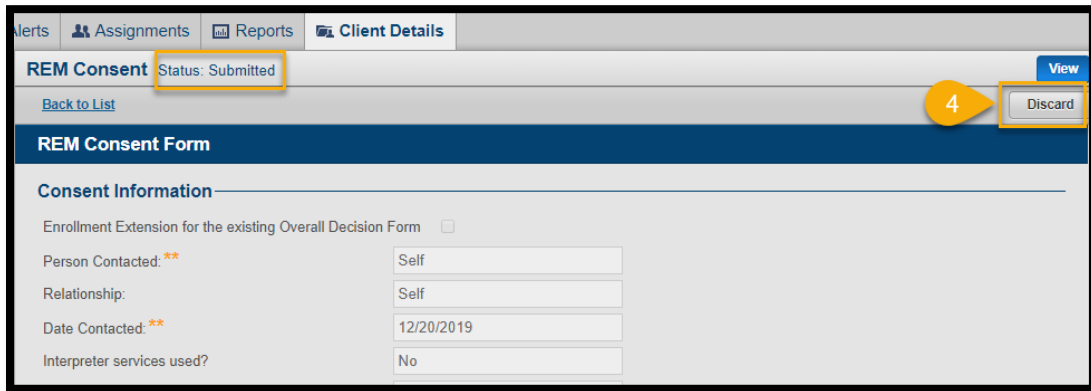 Alerts Assignments Reports Client Details
REM Consent Status: Submitted View
Back to List 4 Discard
REM Consent Form
Consent Information
Enrollment Extension for the existing Overall Decision Form
Person Contacted:** Self
Relationship: Self
Date Contacted:** 12/20/2019
Interpreter services used? No